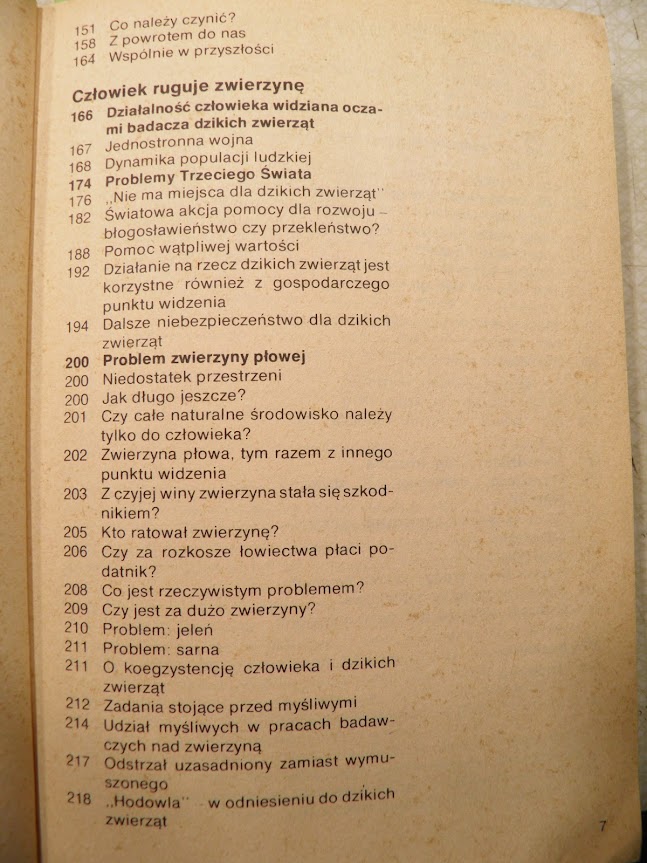 151 Co należy czynić?
158 Z powrotem do nas
164 Wspólnie w przyszłości
Człowiek ruguje zwierzynę
166 Działalność człowieka widziana ocza-
mi badacza dzikich zwierząt
167 Jednostronna wojna
168 Dynamika populacji ludzkiej
174 Problemy Trzeciego Świata
176 „Nie ma miejsca dla dzikich zwierząt"
182 Światowa akcja pomocy dla rozwoju –
błogosławieństwo czy przekleństwo?
188 Pomoc wątpliwej wartości
192 Działanie na rzecz dzikich zwierząt jest
korzystne również z gospodarczego
punktu widzenia
194 Dalsze niebezpieczeństwo dla dzikich
zwierząt
200 Problem zwierzyny płowej
200 Niedostatek przestrzeni
200 Jak długo jeszcze?
201 Czy całe naturalne środowisko należy
tylko do człowieka?
202 Zwierzyna płowa, tym razem z innego
punktu widzenia
203 Z czyjej winy zwierzyna stała się szkod-
nikiem?
205 Kto ratował zwierzynę?
206 Czy za rozkosze łowiectwa płaci po-
datnik?
208 Co jest rzeczywistym problemem?
209 Czy jest za dużo zwierzyny?
210 Problem: jeleń
211 Problem: sarna
211 O koegzystencję człowieka i dzikich
zwierząt
212 Zadania stojące przed myśliwymi
214 Udział myśliwych w pracach badaw-
czych nad zwierzyną
217 Odstrzał uzasadniony zamiast wymu-
szonego
218 „Hodowla" - w odniesieniu do dzikich
zwierząt
7